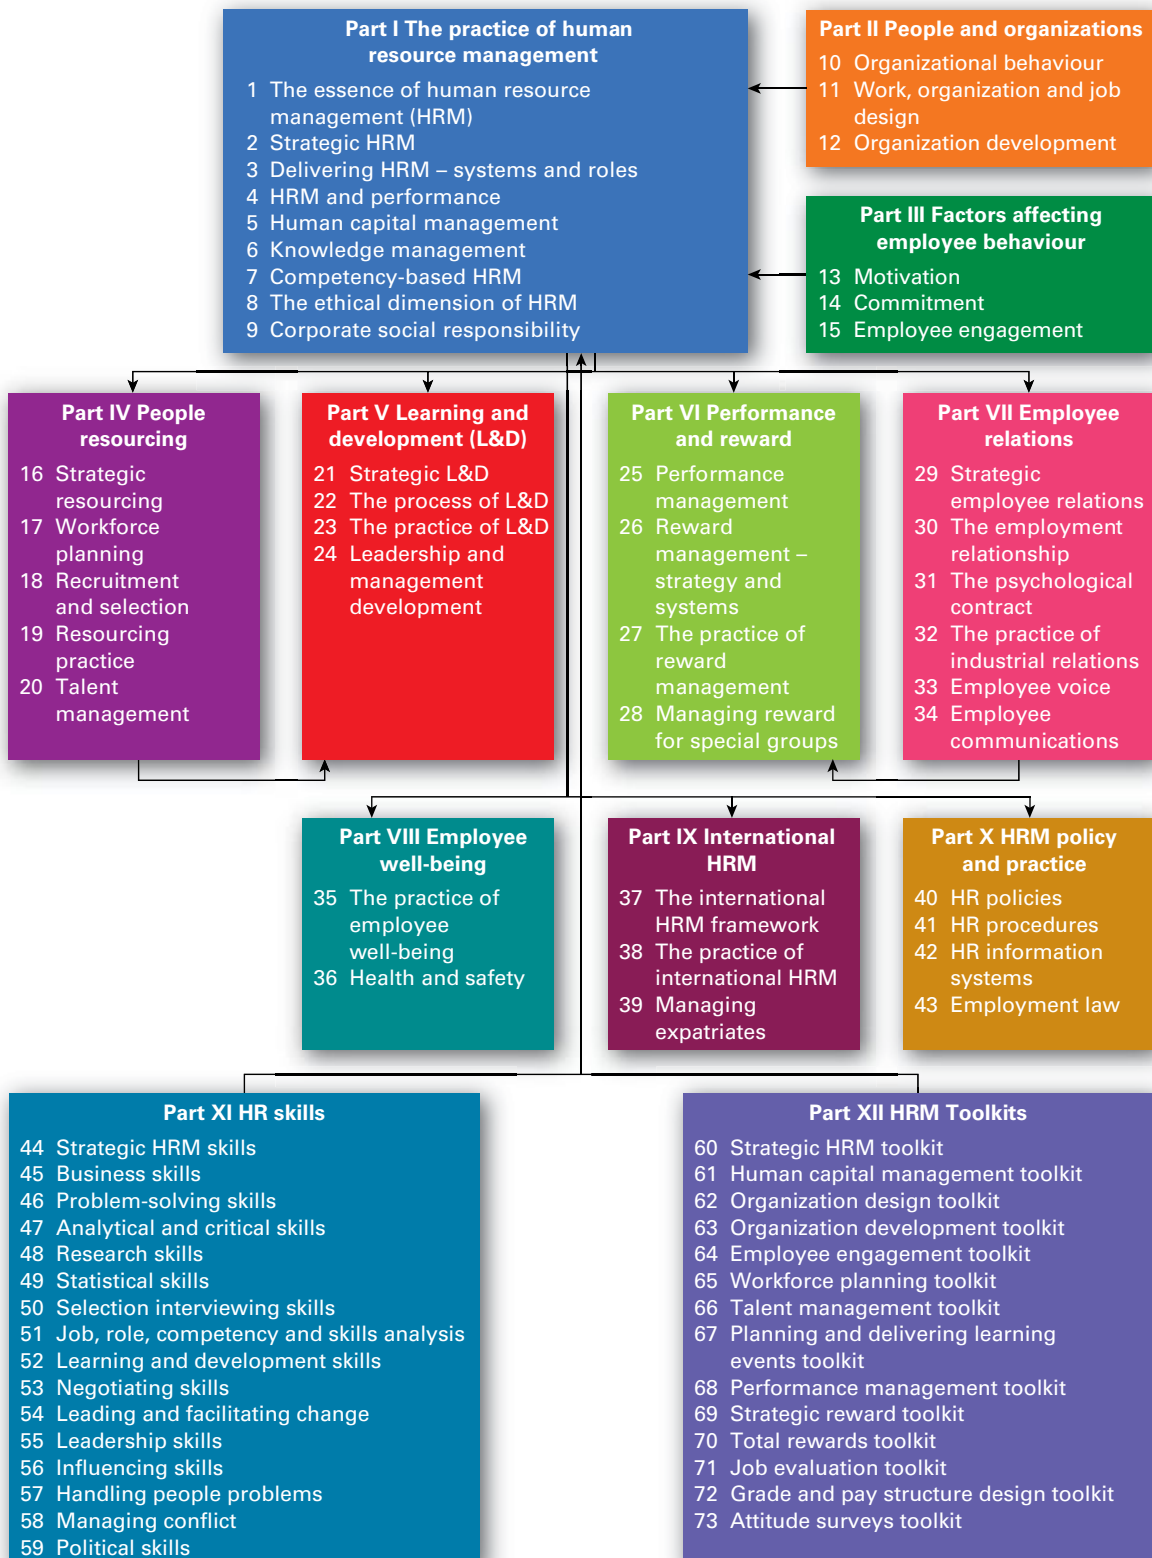 Part I The practice of human
resource management
1 The essence of human resource
management (HRM)
2 Strategic HRM
3 Delivering HRM – systems and roles
4 HRM and performance
5 Human capital management
6 Knowledge management
7 Competency-based HRM
8 The ethical dimension of HRM
9 Corporate social responsibility
Part II People and organizations
10 Organizational behaviour
11 Work, organization and job
design
12 Organization development
Part III Factors affecting
employee behaviour
13 Motivation
14 Commitment
15 Employee engagement
Part IV People
resourcing
16 Strategic
resourcing
17 Workforce
planning
18 Recruitment
and selection
19 Resourcing
practice
20 Talent
management
Part V Learning and
development (L&D)
21 Strategic L&D
22 The process of L&D
23 The practice of L&D
24 Leadership and
management
development
Part VI Performance
and reward
25 Performance
management
26 Reward
management –
strategy and
systems
27 The practice of
reward
management
28 Managing reward
for special groups
Part VII Employee
relations
29 Strategic
employee relations
30 The employment
relationship
31 The psychological
contract
32 The practice of
industrial relations
33 Employee voice
34 Employee
communications
Part VIII Employee
well-being
35 The practice of
employee
well-being
36 Health and safety
Part IX International
HRM
37 The international
HRM framework
38 The practice of
international HRM
39 Managing
expatriates
Part X HRM policy
and practice
40 HR policies
41 HR procedures
42 HR information
systems
43 Employment law
Part XI HR skills
44 Strategic HRM skills
45 Business skills
46 Problem-solving skills
47 Analytical and critical skills
48 Research skills
49 Statistical skills
50 Selection interviewing skills
51 Job, role, competency and skills analysis
52 Learning and development skills
53 Negotiating skills
54 Leading and facilitating change
55 Leadership skills
56 Influencing skills
57 Handling people problems
58 Managing conflict
59 Political skills
Part XII HRM Toolkits
60 Strategic HRM toolkit
61 Human capital management toolkit
62 Organization design toolkit
63 Organization development toolkit
64 Employee engagement toolkit
65 Workforce planning toolkit
66 Talent management toolkit
67 Planning and delivering learning
events toolkit
68 Performance management toolkit
69 Strategic reward toolkit
70 Total rewards toolkit
71 Job evaluation toolkit
72 Grade and pay structure design toolkit
73 Attitude surveys toolkit